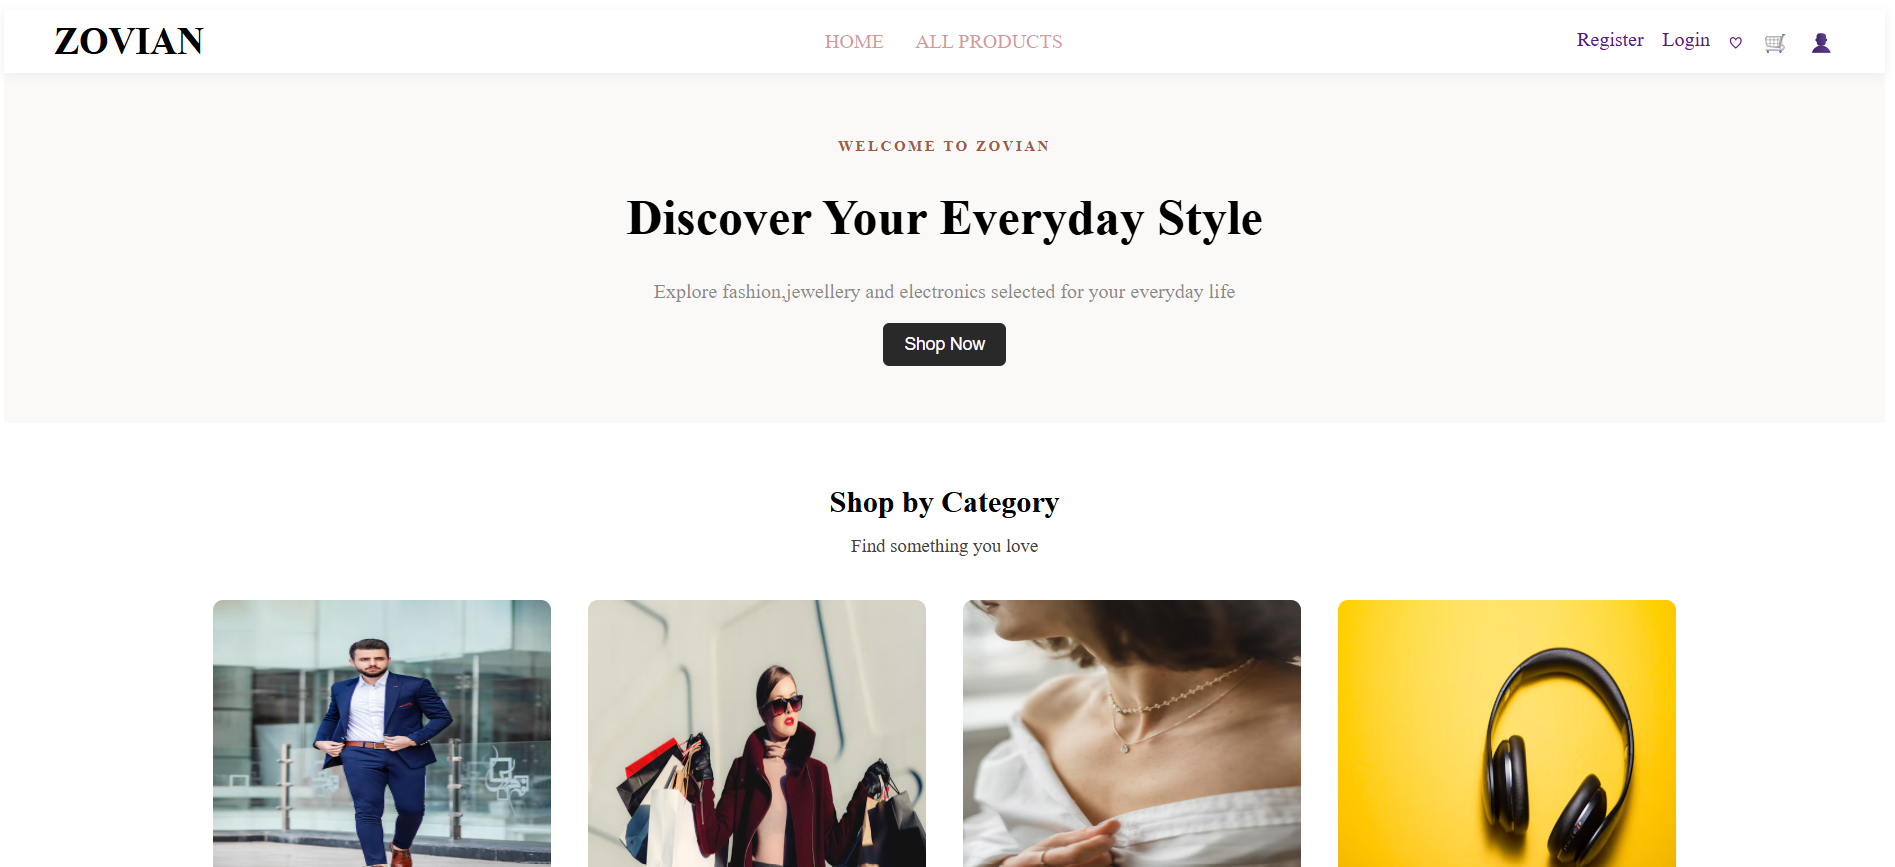 ZOVIAN
HOME ALL PRODUCTS
Register Login
WELCOME TO ZOVIAN
Discover Your Everyday Style
Explore fashion,jewellery and electronics selected for your everyday life
Shop Now
Shop by Category
Find something you love